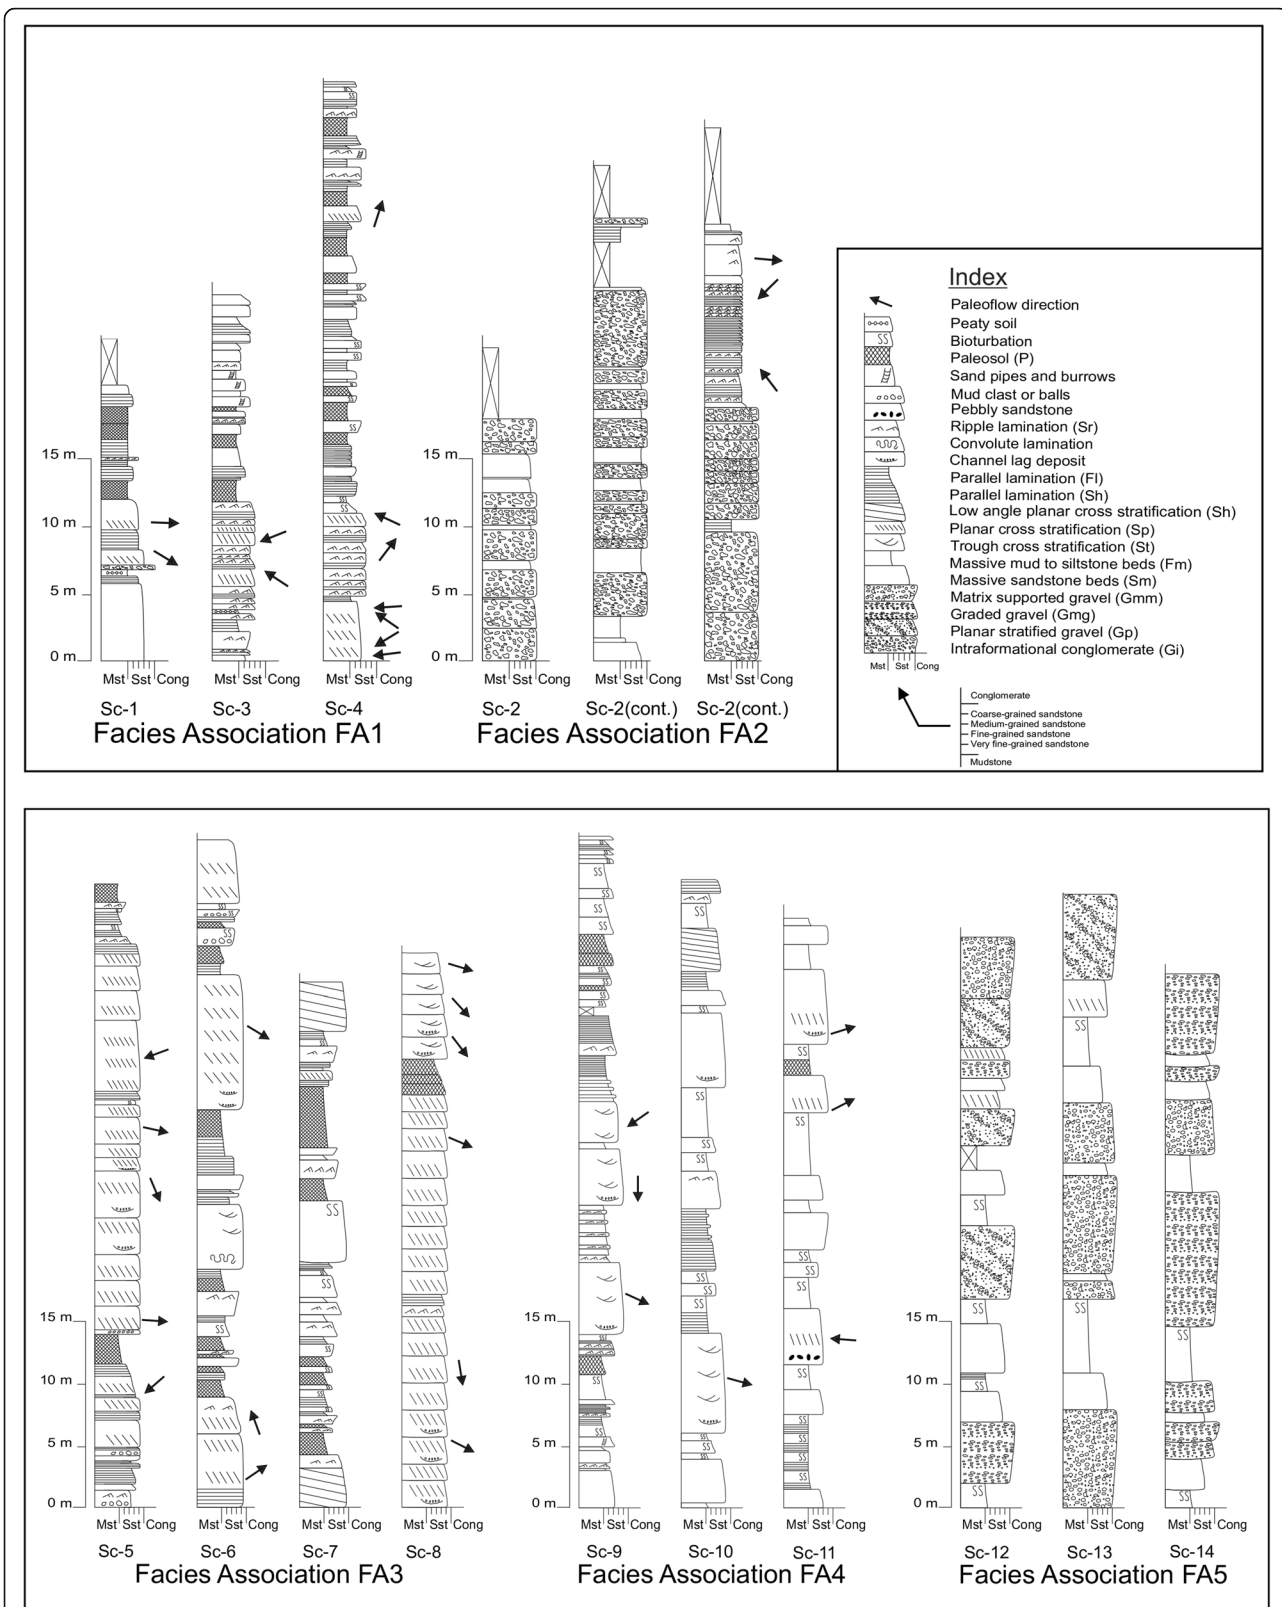 15 m
10 m
5 m
0 m
Mst Sst Cong
Mst Sst Cong
Mst Sst Cong
Sc-1
Sc-3
Sc-4
Facies Association FA1
15 m
10 m
5 m
0 m
Mst Sst Cong
Mst Sst Cong
Mst Sst Cong
Sc-2
Sc-2(cont.)
Sc-2(cont.)
Facies Association FA2
Index
Paleoflow direction
Peaty soil
Bioturbation
Paleosol (P)
Sand pipes and burrows
Mud clast or balls
Pebbly sandstone
Ripple lamination (Sr)
Convolute lamination
Channel lag deposit
Parallel lamination (Fl)
Parallel lamination (Sh)
Low angle planar cross stratification (Sh)
Planar cross stratification (Sp)
Trough cross stratification (St)
Massive mud to siltstone beds (Fm)
Massive sandstone beds (Sm)
Matrix supported gravel (Gmm)
Graded gravel (Gmg)
Planar stratified gravel (Gp)
Intraformational conglomerate (Gi)
Mst Sst Cong
Conglomerate
Coarse-grained sandstone
Medium-grained sandstone
Fine-grained sandstone
Very fine-grained sandstone
Mudstone
15 m
10 m
5 m
0 m
Mst Sst Cong
Mst Sst Cong
Mst Sst Cong
Mst Sst Cong
Sc-5
Sc-6
Sc-7
Sc-8
Facies Association FA3
15 m
10 m
5 m
0 m
Mst Sst Cong
Mst Sst Cong
Mst Sst Cong
Sc-9
Sc-10
Sc-11
Facies Association FA4
15 m
10 m
5 m
0 m
Mst Sst Cong
Mst Sst Cong
Mst Sst Cong
Sc-12
Sc-13
Sc-14
Facies Association FA5